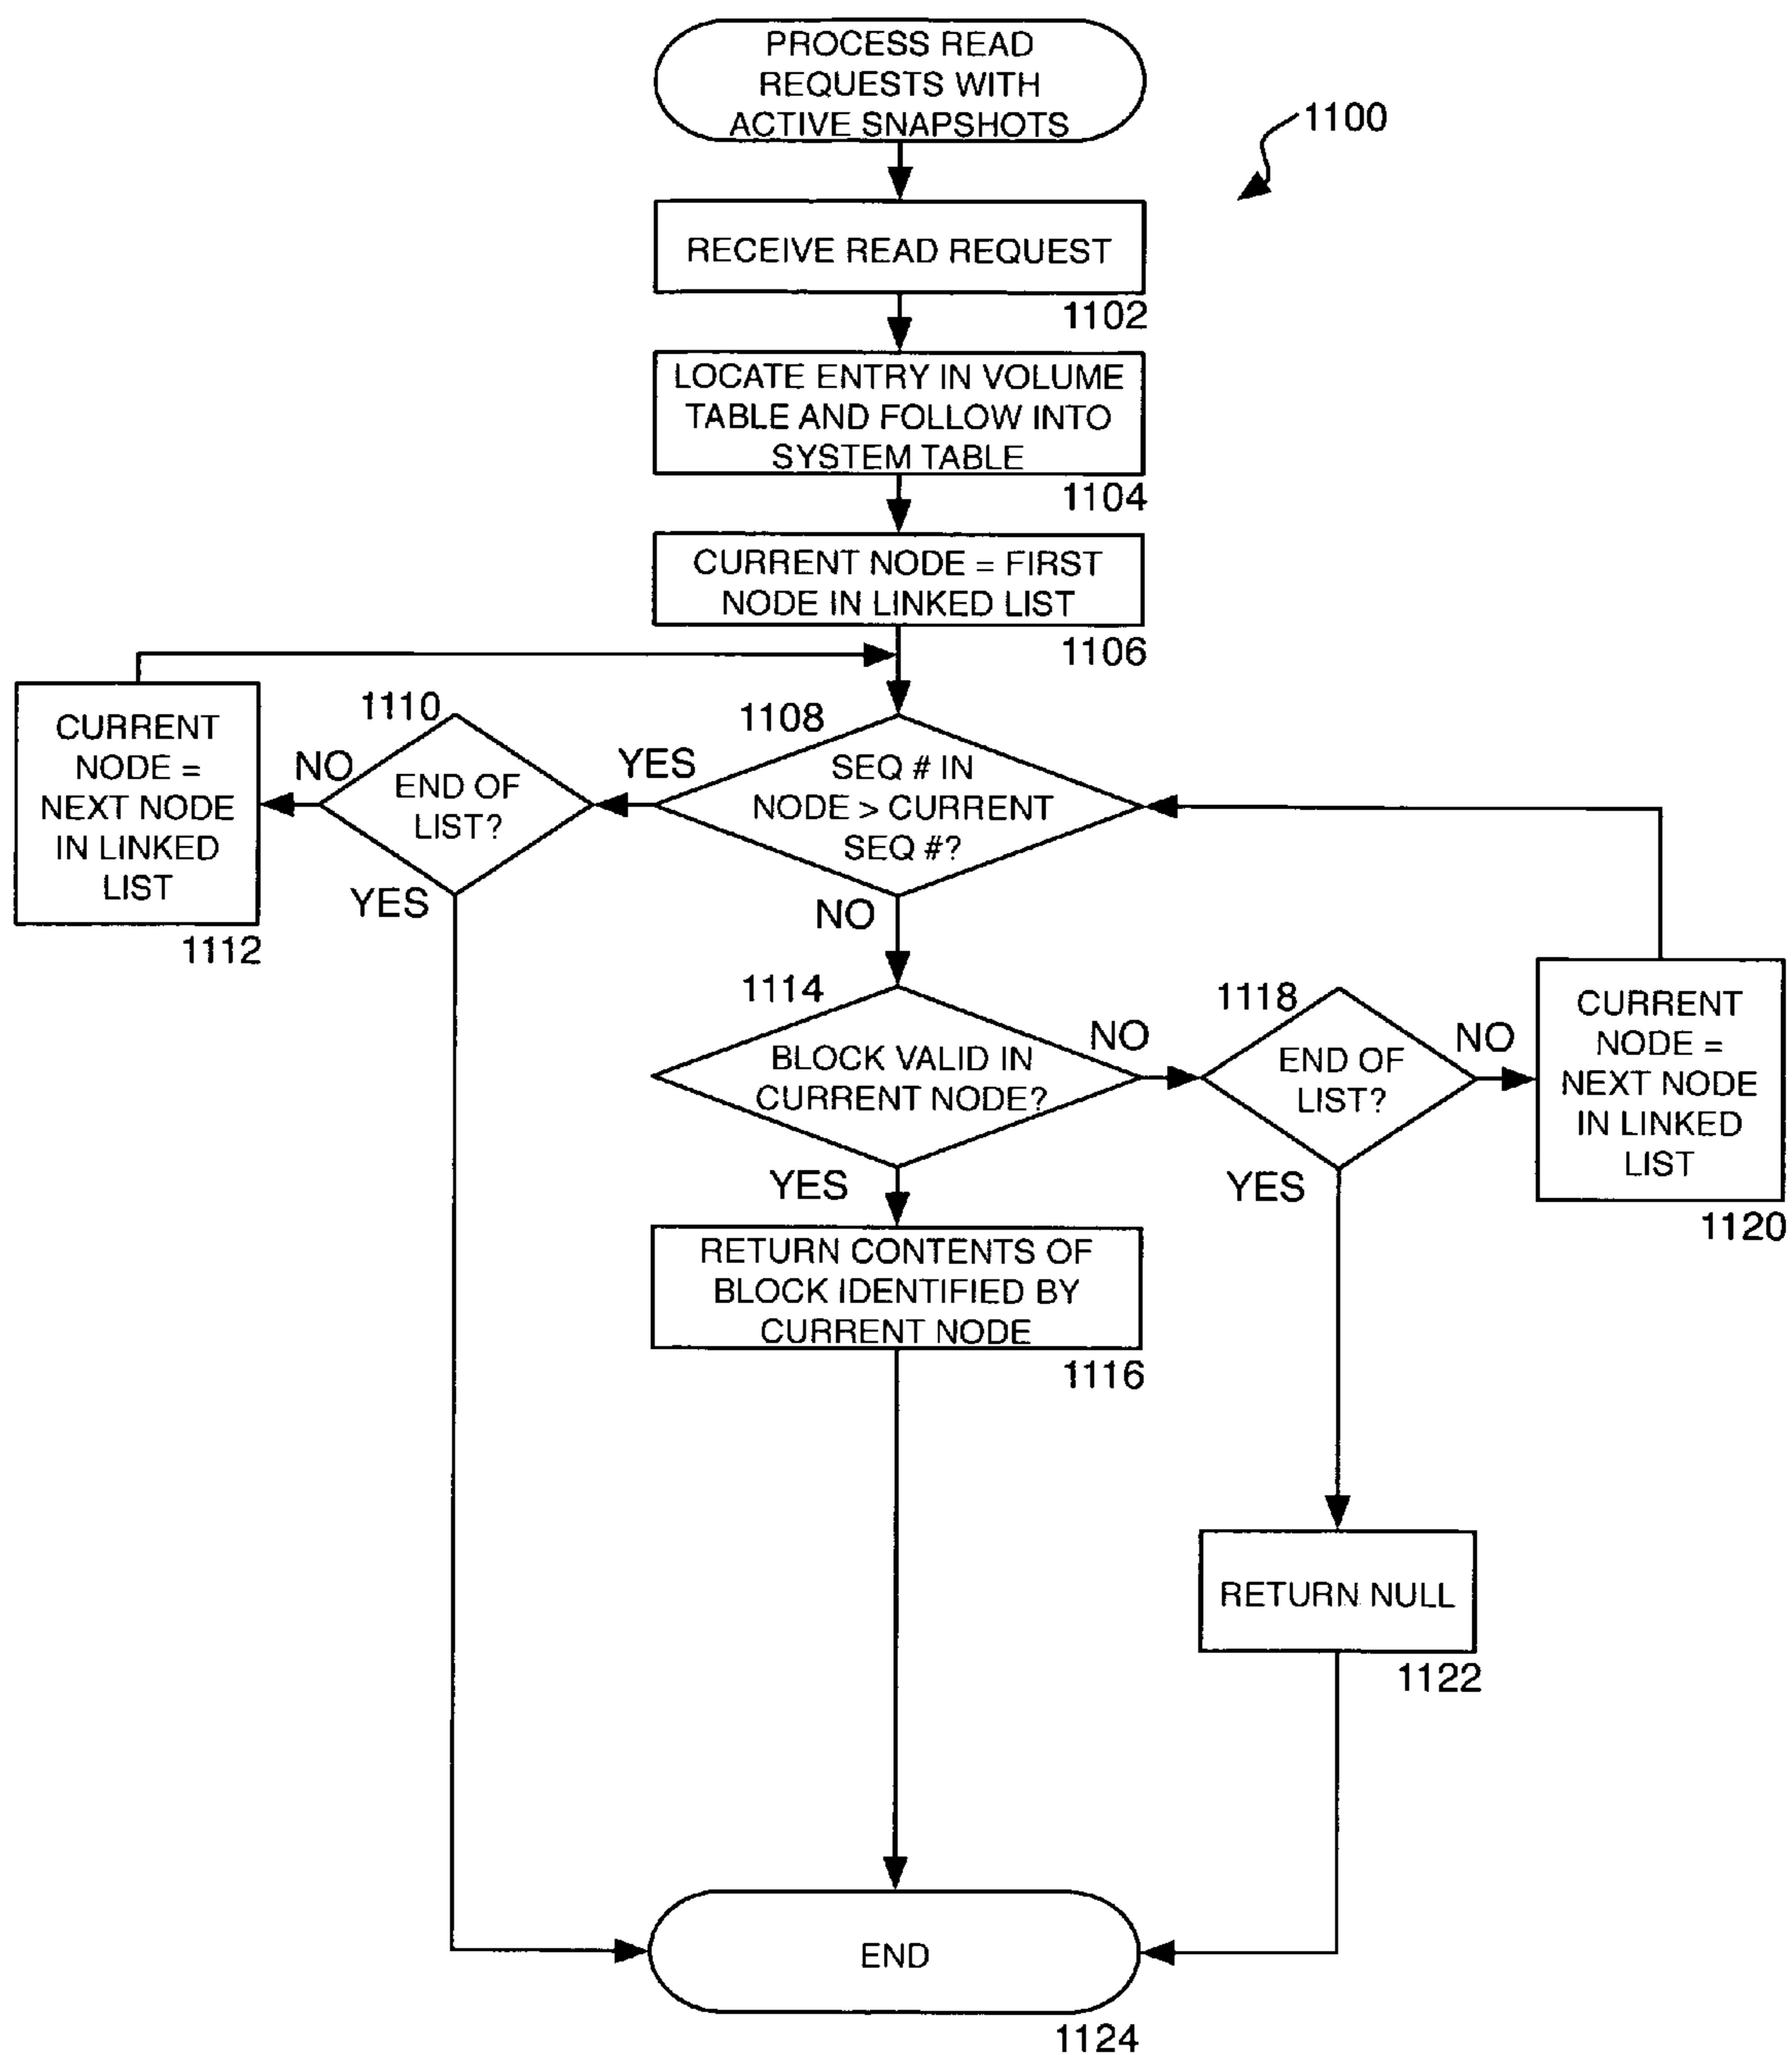 PROCESS READ
REQUESTS WITH
ACTIVE SNAPSHOTS
1100
RECEIVE READ REQUEST
1102
LOCATE ENTRY IN VOLUME
TABLE AND FOLLOW INTO
SYSTEM TABLE
1104
CURRENT NODE = FIRST
NODE IN LINKED LIST
1106
CURRENT
NODE =
NEXT NODE
IN LINKED
LIST
1112
NO
1110
END OF
LIST?
YES
YES
1108
SEQ # IN
NODE > CURRENT
SEQ #?
NO
1114
BLOCK VALID IN
CURRENT NODE?
NO
YES
1118
END OF
LIST?
NO
YES
CURRENT
NODE =
NEXT NODE
IN LINKED
LIST
1120
RETURN CONTENTS OF
BLOCK IDENTIFIED BY
CURRENT NODE
1116
RETURN NULL
1122
END
1124